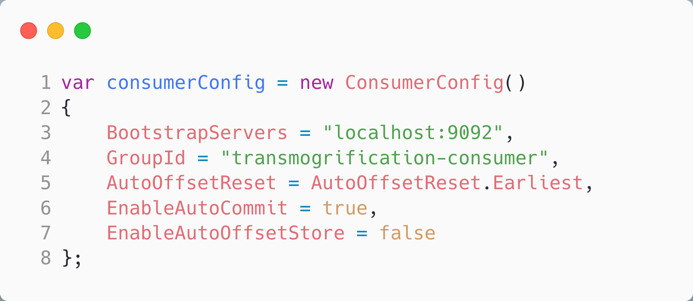 1 var consumerConfig = new ConsumerConfig()
2 {
3     BootstrapServers = "localhost:9092",
4     GroupId = "transmogrification-consumer",
5     AutoOffsetReset = AutoOffsetReset.Earliest,
6     EnableAutoCommit = true,
7     EnableAutoOffsetStore = false
8 };